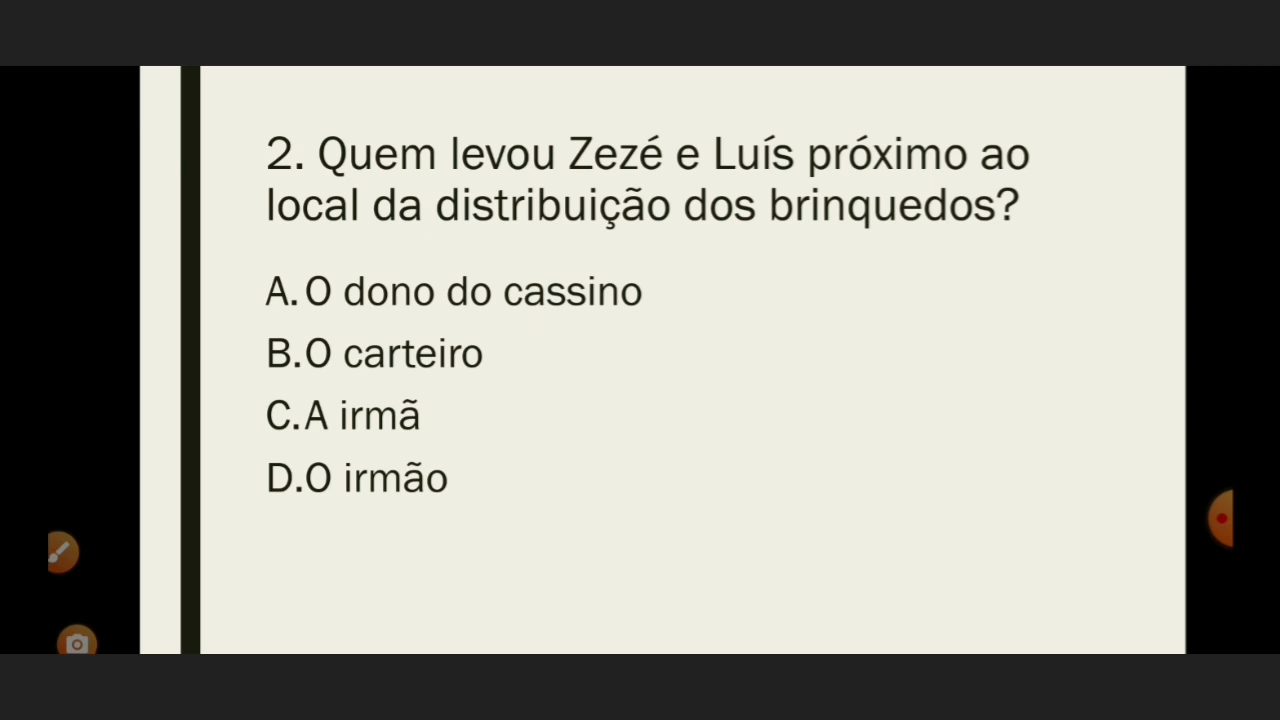 2. Quem levou Zezé e Luís próximo ao
local da distribuição dos brinquedos?
A. O dono do cassino
B. O carteiro
C. A irmã
D. O irmão